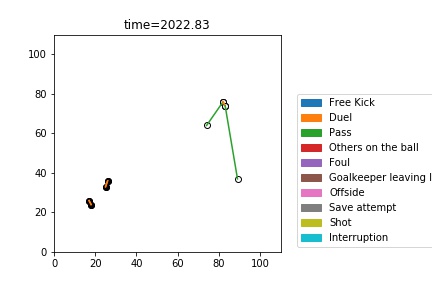 time=2022.83
100
80
60
40
20
0
0 20 40 60 80 100
Free Kick
Duel
Pass
Others on the ball
Foul
Goalkeeper leaving
Offside
Save attempt
Shot
Interruption